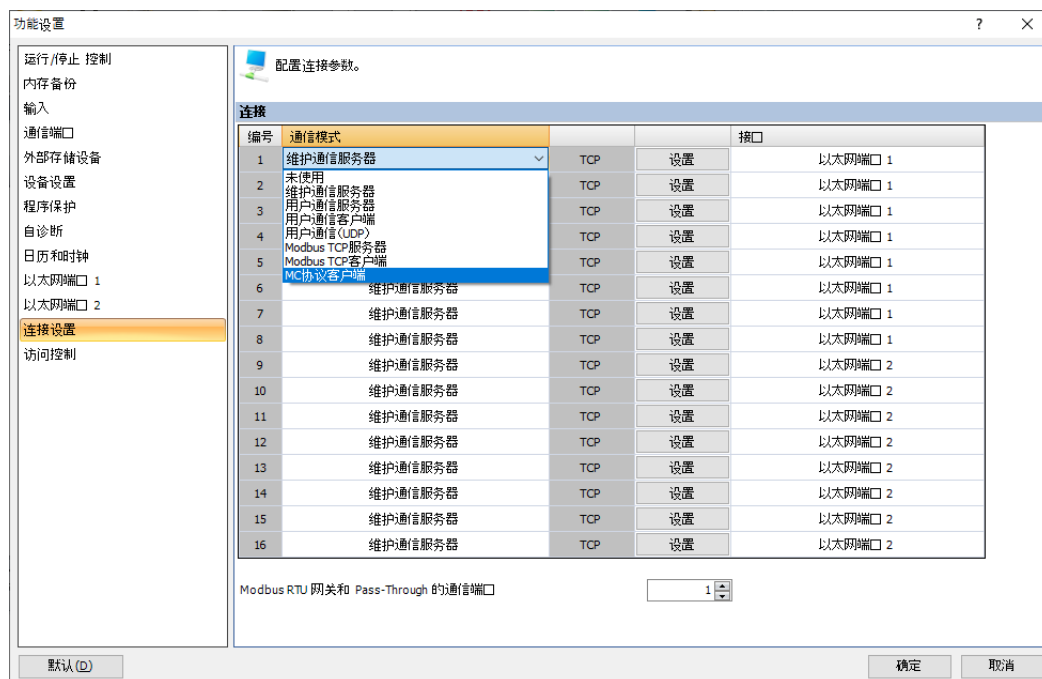 功能设置 ? ×
运行/停止 控制
内存备份
输入
通信端口
外部存储设备
设备设置
程序保护
自诊断
日历和时钟
以太网端口 1
以太网端口 2
连接设置
访问控制
配置连接参数。
连接
编号 通信模式 接口
1 维护通信服务器 TCP 设置 以太网端口 1
未使用
维护通信服务器
用户通信服务器
用户通信客户端
用户通信(UDP)
Modbus TCP服务器
Modbus TCP客户端
MC协议客户端
2 TCP 设置 以太网端口 1
3 TCP 设置 以太网端口 1
4 TCP 设置 以太网端口 1
5 TCP 设置 以太网端口 1
6 维护通信服务器 TCP 设置 以太网端口 1
7 维护通信服务器 TCP 设置 以太网端口 1
8 维护通信服务器 TCP 设置 以太网端口 1
9 维护通信服务器 TCP 设置 以太网端口 2
10 维护通信服务器 TCP 设置 以太网端口 2
11 维护通信服务器 TCP 设置 以太网端口 2
12 维护通信服务器 TCP 设置 以太网端口 2
13 维护通信服务器 TCP 设置 以太网端口 2
14 维护通信服务器 TCP 设置 以太网端口 2
15 维护通信服务器 TCP 设置 以太网端口 2
16 维护通信服务器 TCP 设置 以太网端口 2
Modbus RTU 网关和 Pass-Through 的通信端口 1
默认(D) 确定 取消